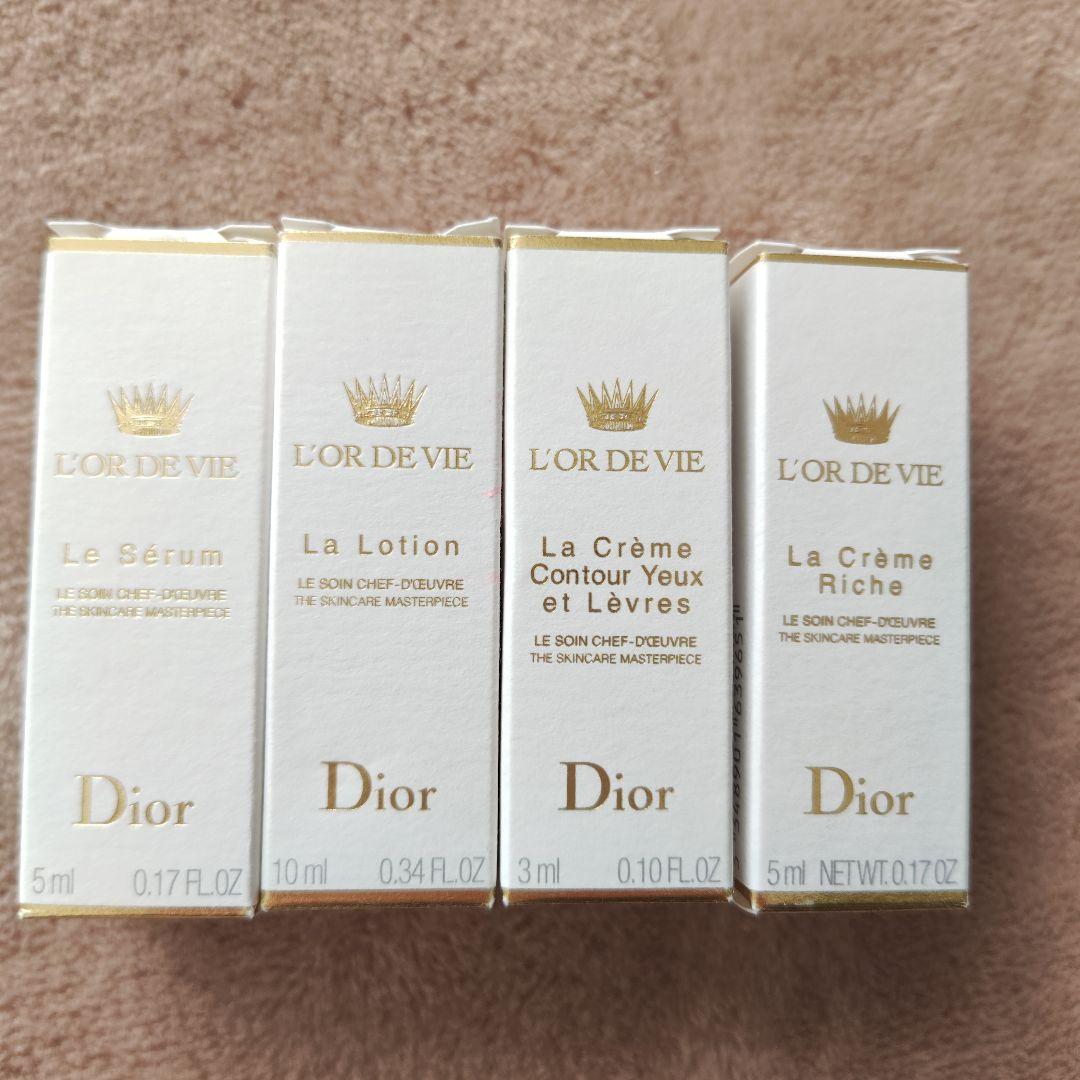 L'OR DE VIE
Le Sérum
LE SOIN CHEF-D'ŒUVRE
THE SKINCARE MASTERPIECE
Dior
5 ml 0.17 FL.OZ
L'OR DE VIE
La Lotion
LE SOIN CHEF-D'ŒUVRE
THE SKINCARE MASTERPIECE
Dior
10 ml 0.34 FL.OZ
L'OR DE VIE
La Crème
Contour Yeux
et Lèvres
LE SOIN CHEF-D'ŒUVRE
THE SKINCARE MASTERPIECE
Dior
3 ml 0.10 FL.OZ
L'OR DE VIE
La Crème
Riche
LE SOIN CHEF-D'ŒUVRE
THE SKINCARE MASTERPIECE
Dior
5 ml NET WT. 0.17 OZ